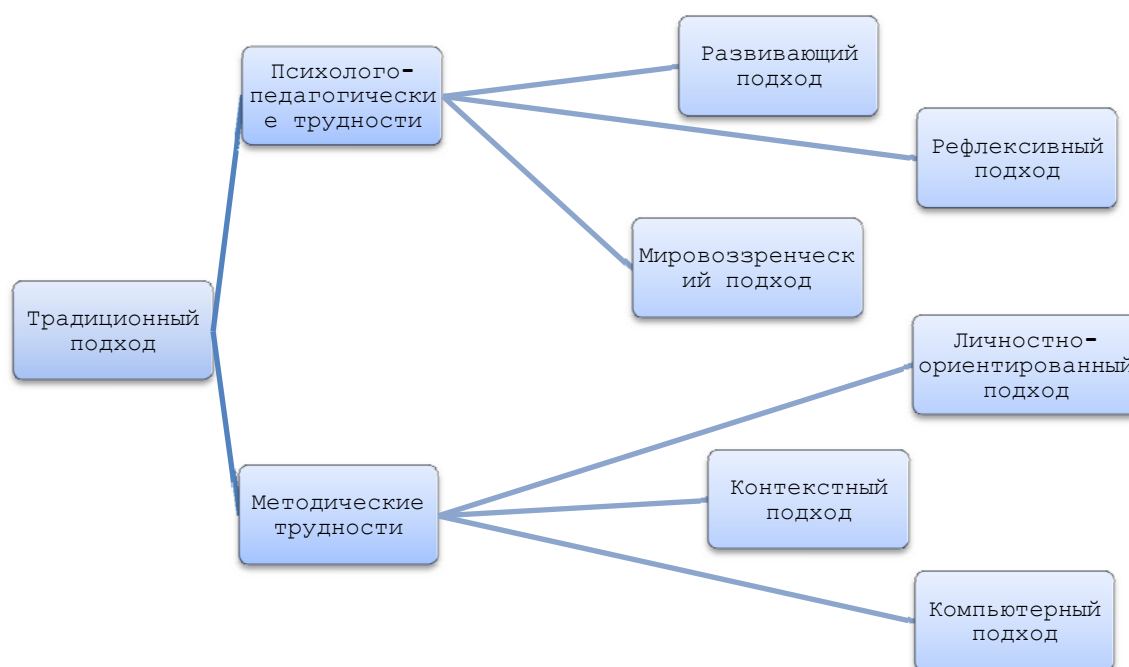 Психолого-
педагогически
е трудности
Развивающий
подход
Рефлексивный
подход
Мировоззренческ
ий подход
Традиционный
подход
Личностно-
ориентированный
подход
Методические
трудности
Контекстный
подход
Компьютерный
подход